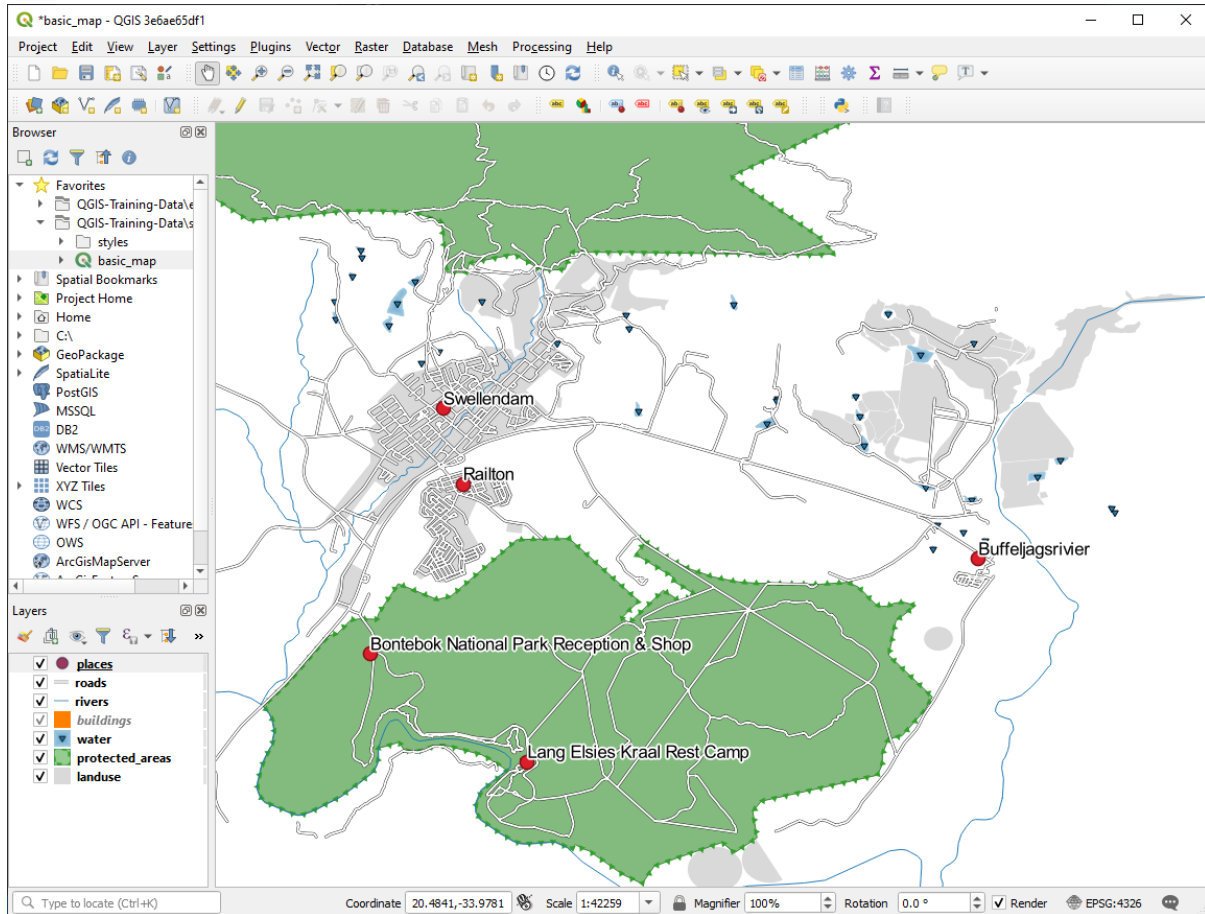 *basic_map - QGIS 3e6ae65df1
Project Edit View Layer Settings Plugins Vector Raster Database Mesh Processing Help
Browser
Favorites
QGIS-Training-Data\e
QGIS-Training-Data\s
styles
basic_map
Spatial Bookmarks
Project Home
Home
C:\
GeoPackage
SpatiaLite
PostGIS
MSSQL
DB2
WMS/WMTS
Vector Tiles
XYZ Tiles
WCS
WFS / OGC API - Feature
OWS
ArcGisMapServer
Layers
places
roads
rivers
buildings
water
protected_areas
landuse
Swellendam
Railton
Buffeljagsrivier
Bontebok National Park Reception & Shop
Lang Elsies Kraal Rest Camp
Type to locate (Ctrl+K) Coordinate 20.4841,-33.9781 Scale 1:42259 Magnifier 100% Rotation 0.0 ° Render EPSG:4326